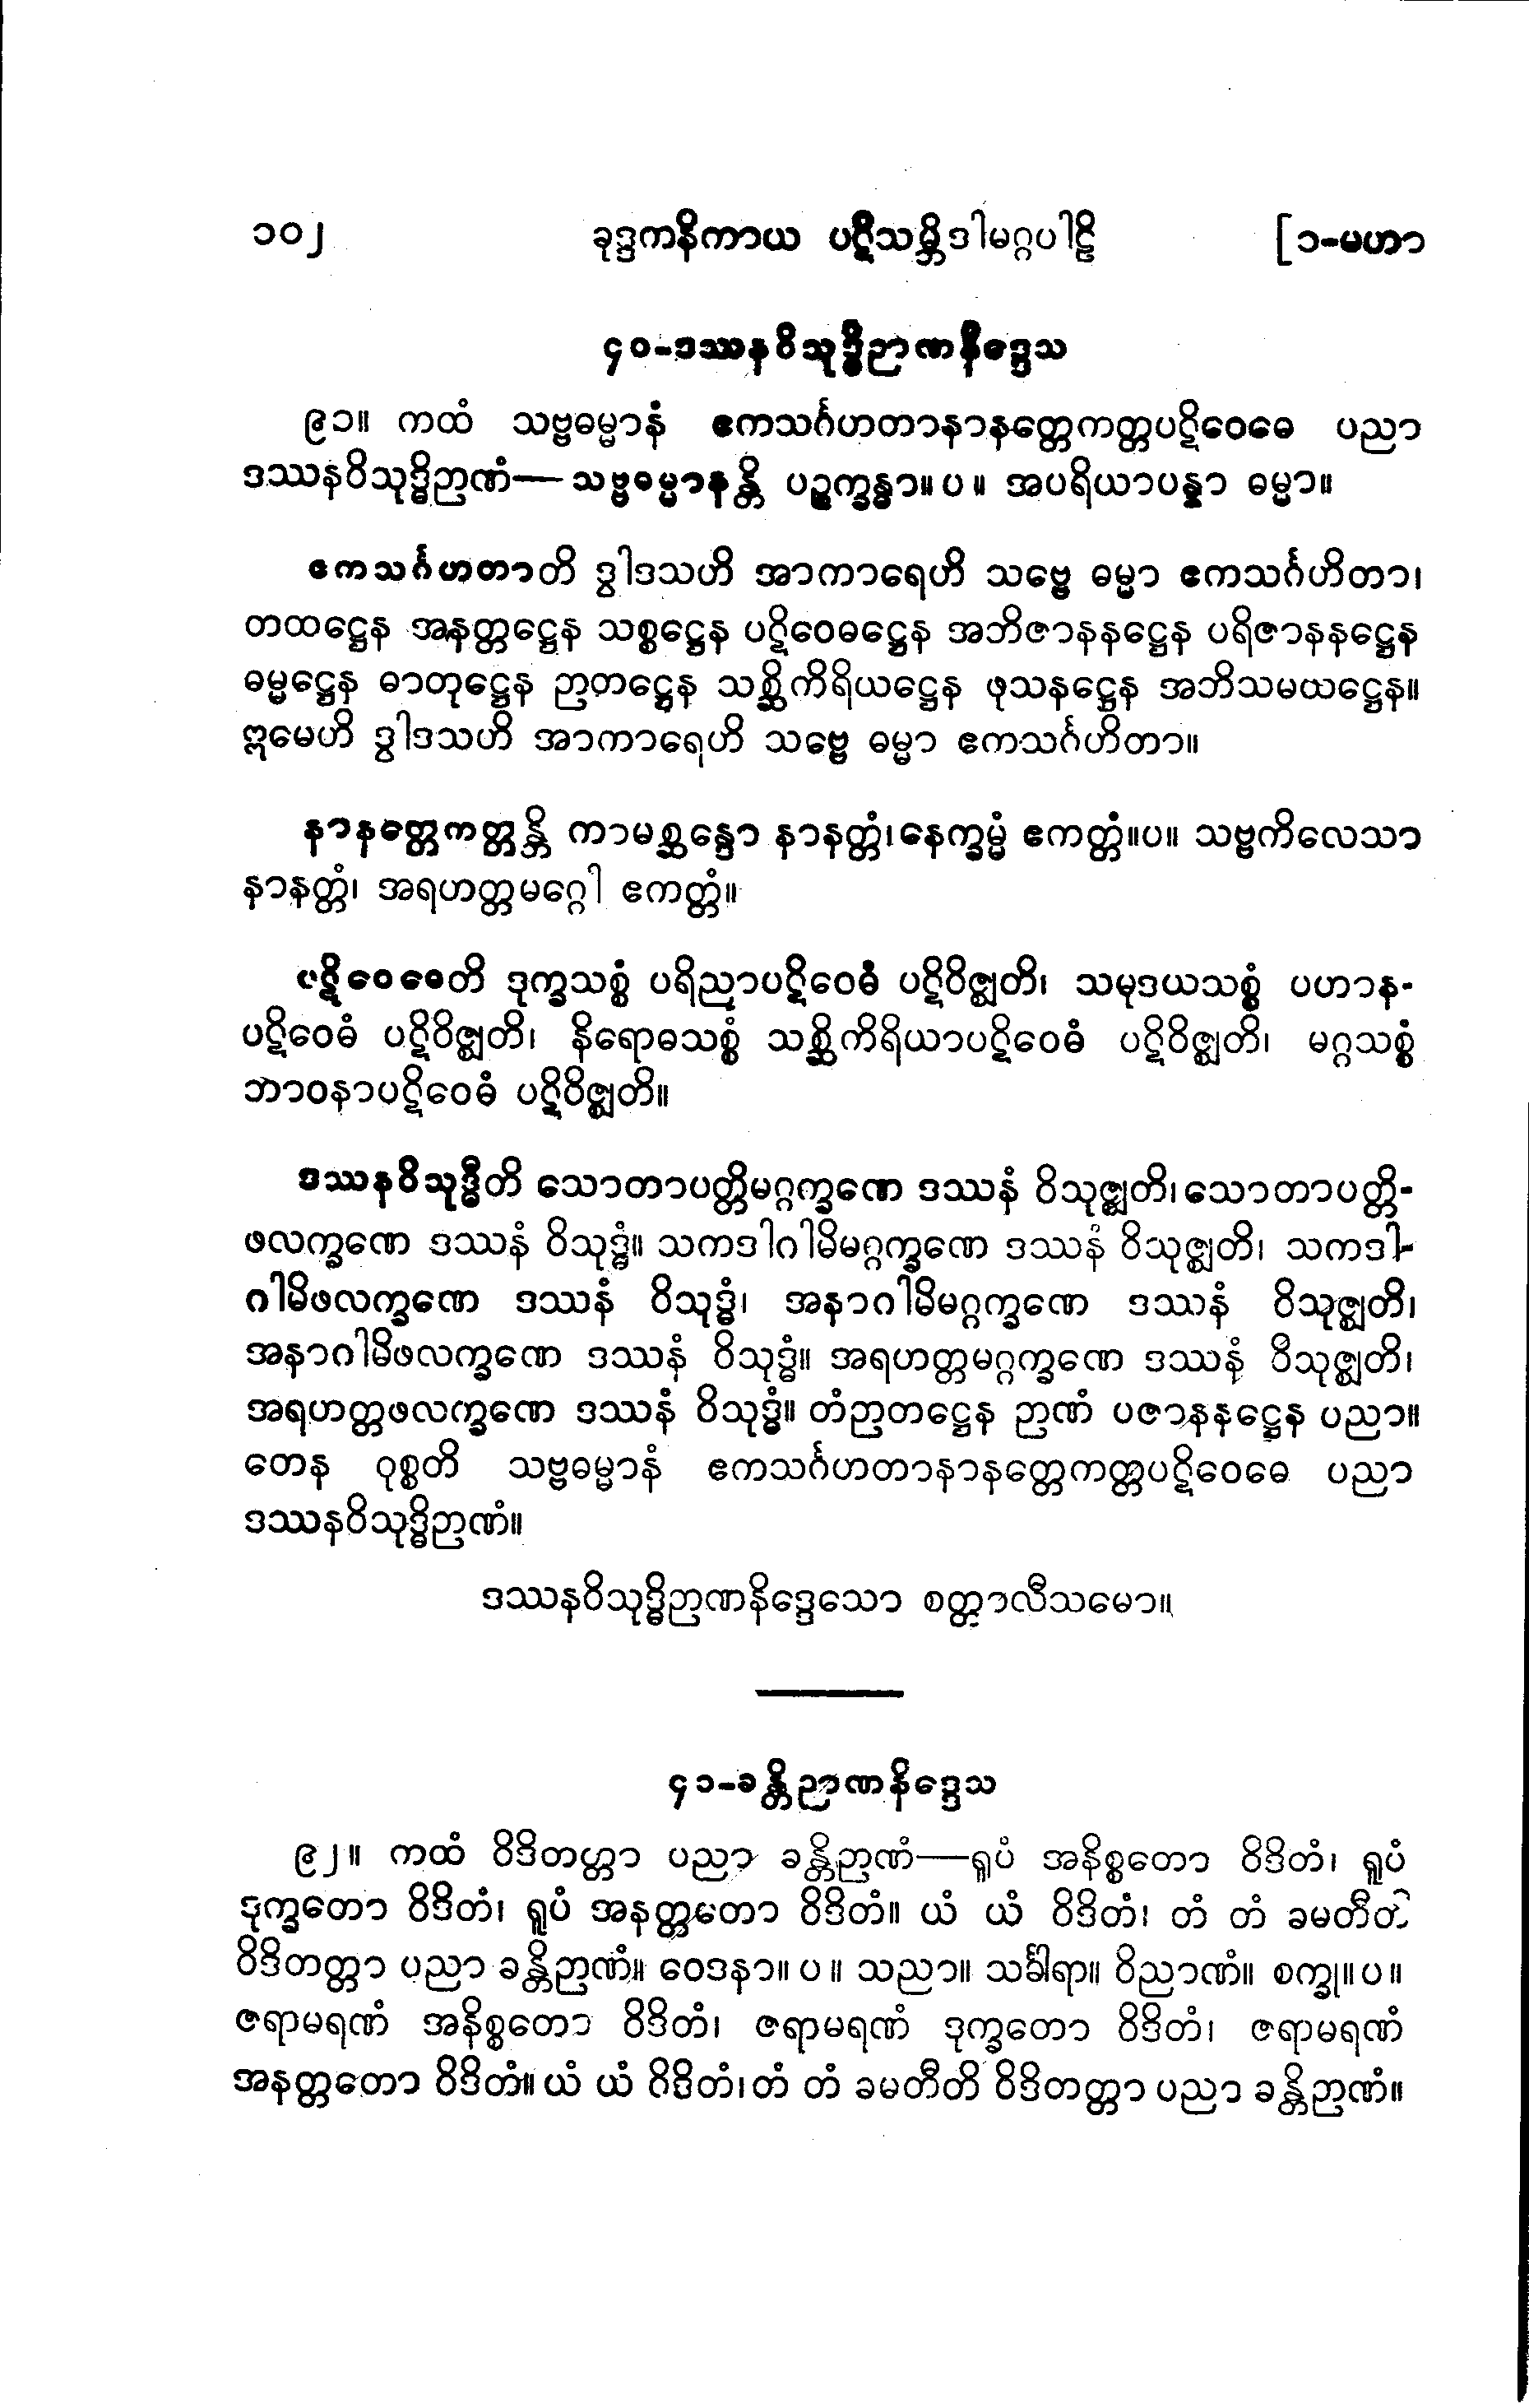 ၁၀၂ ခုဒ္ဒကနိကာယ ပဋိသမ္ဘိဒါမဂ္ဂပါဠိ [၁-မဟာ
၄၀-ဒဿနဝိသုဒ္ဓိဉာဏနိဒ္ဒေသ
၉၁။ ကထံ သဗ္ဗဓမ္မာနံ ဧကသင်္ဂဟတာနာနတ္တေကတ္တပဋိဝေဓေ ပညာ
ဒဿနဝိသုဒ္ဓိဉာဏံ—သဗ္ဗဓမ္မာနန္တိ ပဉ္စက္ခန္ဓာ။ ပ ။ အပရိယာပန္နာ ဓမ္မာ။
ဧကသင်္ဂဟတာတိ ဒွါဒသဟိ အာကာရေဟိ သဗ္ဗေ ဓမ္မာ ဧကသင်္ဂဟိတာ၊
တထဋ္ဌေန အနတ္တဋ္ဌေန သစ္စဋ္ဌေန ပဋိဝေဓဋ္ဌေန အဘိဇာနနဋ္ဌေန ပရိဇာနနဋ္ဌေန
ဓမ္မဋ္ဌေန ဓာတုဋ္ဌေန ဉာတဋ္ဌေန သစ္ဆိကိရိယဋ္ဌေန ဖုသနဋ္ဌေန အဘိသမယဋ္ဌေန။
ဣမေဟိ ဒွါဒသဟိ အာကာရေဟိ သဗ္ဗေ ဓမ္မာ ဧကသင်္ဂဟိတာ။
နာနတ္တေကတ္တန္တိ ကာမစ္ဆန္ဒော နာနတ္တံ၊ နေက္ခမ္မံ ဧကတ္တံ။ပ။ သဗ္ဗကိလေသာ
နာနတ္တံ၊ အရဟတ္တမဂ္ဂေါ ဧကတ္တံ။
ပဋိဝေဓေတိ ဒုက္ခသစ္စံ ပရိညာပဋိဝေဓံ ပဋိဝိဇ္ဈတိ၊ သမုဒယသစ္စံ ပဟာန-
ပဋိဝေဓံ ပဋိဝိဇ္ဈတိ၊ နိရောဓသစ္စံ သစ္ဆိကိရိယာပဋိဝေဓံ ပဋိဝိဇ္ဈတိ၊ မဂ္ဂသစ္စံ
ဘာဝနာပဋိဝေဓံ ပဋိဝိဇ္ဈတိ။
ဒဿနဝိသုဒ္ဓီတိ သောတာပတ္တိမဂ္ဂက္ခဏေ ဒဿနံ ဝိသုဇ္ဈတိ၊ သောတာပတ္တိ-
ဖလက္ခဏေ ဒဿနံ ဝိသုဒ္ဓံ။ သကဒါဂါမိမဂ္ဂက္ခဏေ ဒဿနံ ဝိသုဇ္ဈတိ၊ သကဒါ-
ဂါမိဖလက္ခဏေ ဒဿနံ ဝိသုဒ္ဓံ၊ အနာဂါမိမဂ္ဂက္ခဏေ ဒဿနံ ဝိသုဇ္ဈတိ၊
အနာဂါမိဖလက္ခဏေ ဒဿနံ ဝိသုဒ္ဓံ။ အရဟတ္တမဂ္ဂက္ခဏေ ဒဿနံ ဝိသုဇ္ဈတိ၊
အရဟတ္တဖလက္ခဏေ ဒဿနံ ဝိသုဒ္ဓံ။ တံဉာတဋ္ဌေန ဉာဏံ ပဇာနနဋ္ဌေန ပညာ။
တေန ဝုစ္စတိ သဗ္ဗဓမ္မာနံ ဧကသင်္ဂဟတာနာနတ္တေကတ္တပဋိဝေဓေ ပညာ
ဒဿနဝိသုဒ္ဓိဉာဏံ။
ဒဿနဝိသုဒ္ဓိဉာဏနိဒ္ဒေသော စတ္တာလီသမော။
၄၁-ခန္တိဉာဏနိဒ္ဒေသ
၉၂။ ကထံ ဝိဒိတတ္တာ ပညာ ခန္တိဉာဏံ—ရူပံ အနိစ္စတော ဝိဒိတံ၊ ရူပံ
ဒုက္ခတော ဝိဒိတံ၊ ရူပံ အနတ္တတော ဝိဒိတံ။ ယံ ယံ ဝိဒိတံ၊ တံ တံ ခမတီတိ
ဝိဒိတတ္တာ ပညာ ခန္တိဉာဏံ။ ဝေဒနာ။ ပ ။ သညာ။ သင်္ခါရာ။ ဝိညာဏံ။ စက္ခု။ ပ ။
ဇရာမရဏံ အနိစ္စတော ဝိဒိတံ၊ ဇရာမရဏံ ဒုက္ခတော ဝိဒိတံ၊ ဇရာမရဏံ
အနတ္တတော ဝိဒိတံ။ ယံ ယံ ဝိဒိတံ၊ တံ တံ ခမတီတိ ဝိဒိတတ္တာ ပညာ ခန္တိဉာဏံ။